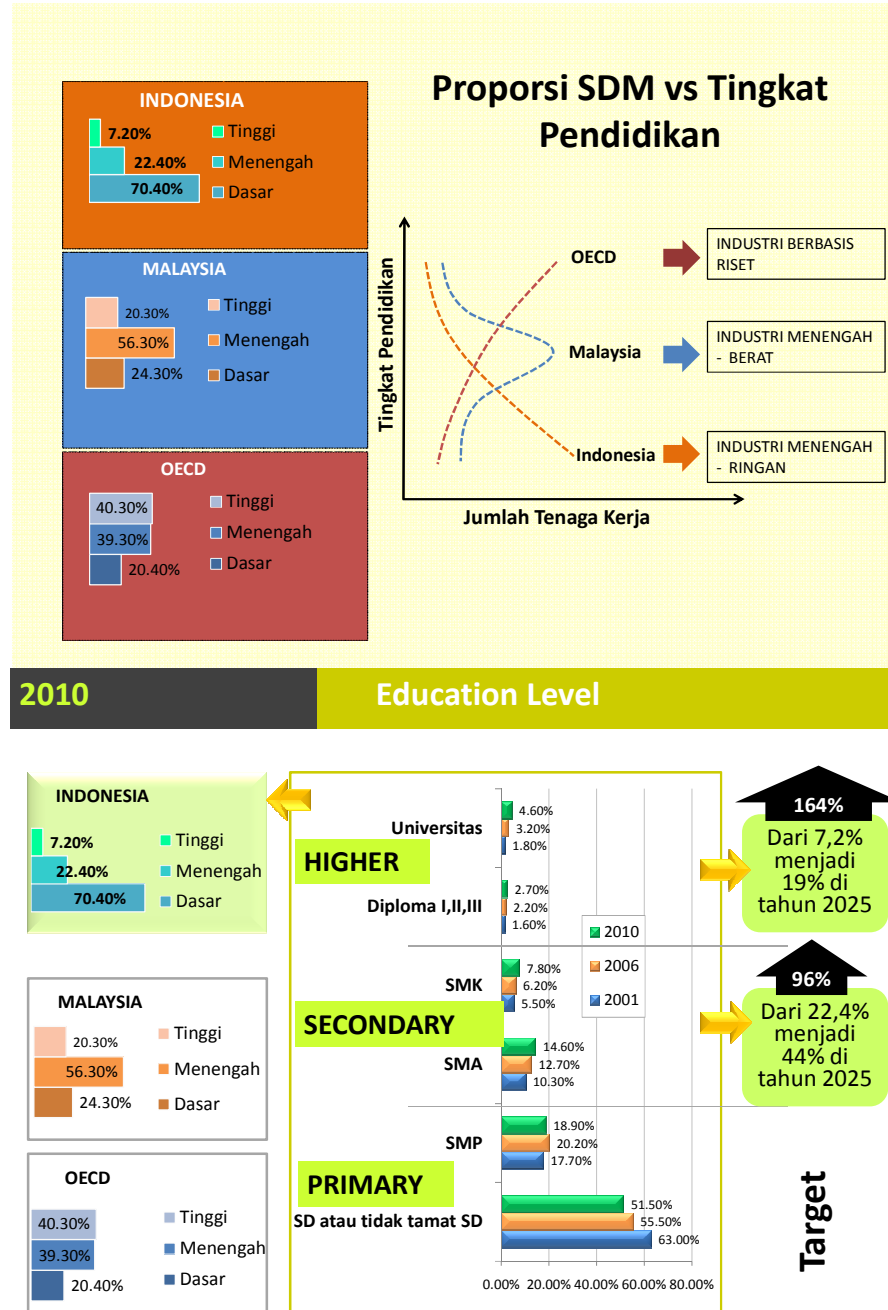 Proporsi SDM vs Tingkat
Pendidikan
INDONESIA
7.20%
22.40%
70.40%
Tinggi
Menengah
Dasar
MALAYSIA
20.30%
56.30%
24.30%
Tinggi
Menengah
Dasar
OECD
40.30%
39.30%
20.40%
Tinggi
Menengah
Dasar
Tingkat Pendidikan
Jumlah Tenaga Kerja
OECD
INDUSTRI BERBASIS
RISET
Malaysia
INDUSTRI MENENGAH
- BERAT
Indonesia
INDUSTRI MENENGAH
- RINGAN
2010
Education Level
INDONESIA
7.20%
22.40%
70.40%
Tinggi
Menengah
Dasar
MALAYSIA
20.30%
56.30%
24.30%
Tinggi
Menengah
Dasar
OECD
40.30%
39.30%
20.40%
Tinggi
Menengah
Dasar
Universitas
4.60%
3.20%
1.80%
HIGHER
Diploma I,II,III
2.70%
2.20%
1.60%
2010
2006
2001
SMK
7.80%
6.20%
5.50%
SECONDARY
SMA
14.60%
12.70%
10.30%
SMP
18.90%
20.20%
17.70%
PRIMARY
SD atau tidak tamat SD
51.50%
55.50%
63.00%
0.00% 20.00% 40.00% 60.00% 80.00%
164%
Dari 7,2%
menjadi
19% di
tahun 2025
96%
Dari 22,4%
menjadi
44% di
tahun 2025
Target